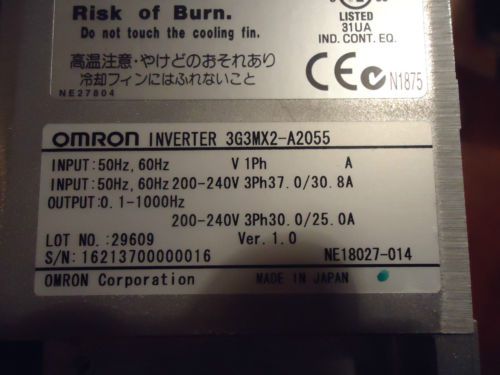 Risk of Burn.
Do not touch the cooling fin.
高温注意・やけどのおそれあり
冷却フィンにはふれないこと
NE27804
LISTED
31UA
IND. CONT. EQ.
CE N1875
OMRON INVERTER 3G3MX2-A2055
INPUT:50Hz,60Hz V 1Ph A
INPUT:50Hz,60Hz 200-240V 3Ph37.0/30.8A
OUTPUT:0.1-1000Hz
200-240V 3Ph30.0/25.0A
LOT NO.:29609 Ver. 1.0
S/N: 16213700000016 NE18027-014
OMRON Corporation MADE IN JAPAN